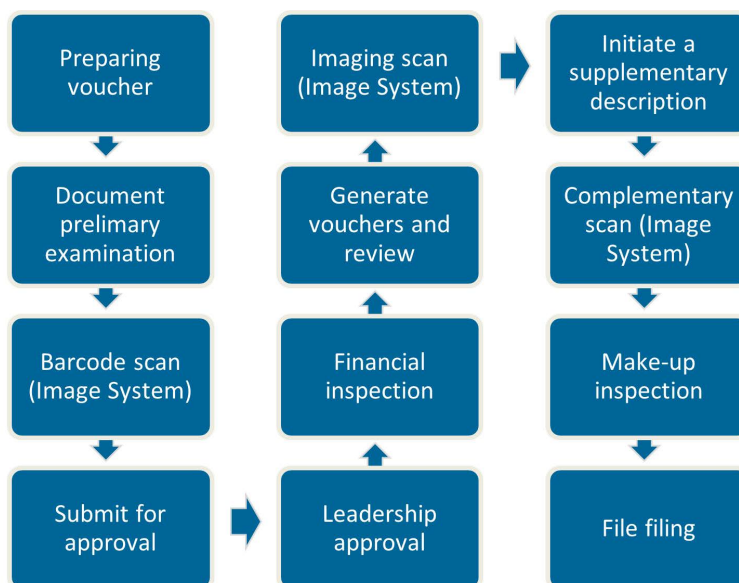 Preparing
voucher
Document
prelimary
examination
Barcode scan
(Image System)
Submit for
approval
Leadership
approval
Financial
inspection
Generate
vouchers and
review
Imaging scan
(Image System)
Initiate a
supplementary
description
Complementary
scan (Image
System)
Make-up
inspection
File filing